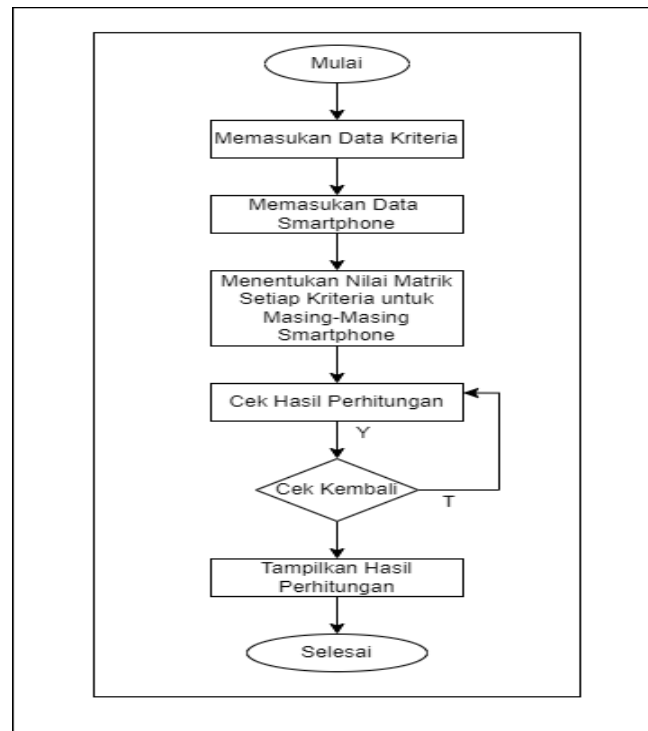 Mulai
Memasukan Data Kriteria
Memasukan Data
Smartphone
Menentukan Nilai Matrik
Setiap Kriteria untuk
Masing-Masing
Smartphone
Cek Hasil Perhitungan
Y
Cek Kembali
T
Tampilkan Hasil
Perhitungan
Selesai